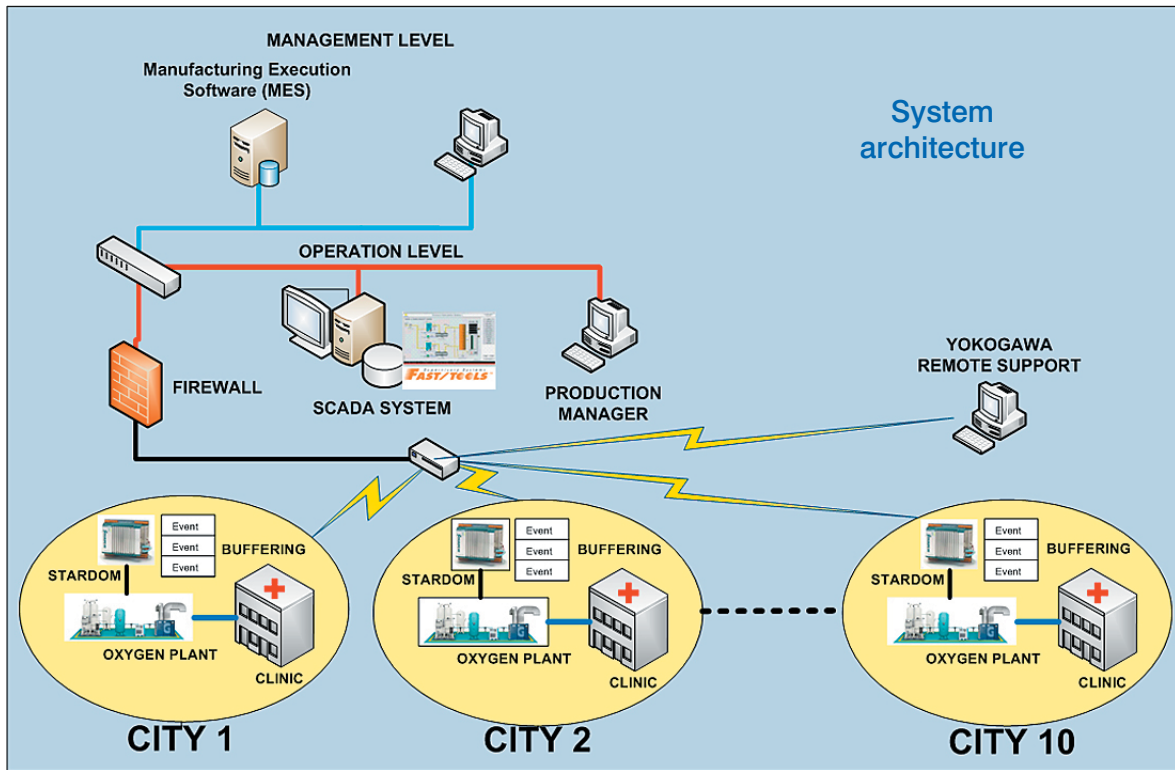 MANAGEMENT LEVEL
Manufacturing Execution
Software (MES)
System
architecture
OPERATION LEVEL
FIREWALL
SCADA SYSTEM
Supervisory Systems
FAST/TOOLS
PRODUCTION
MANAGER
YOKOGAWA
REMOTE SUPPORT
Event
Event
Event
BUFFERING
STARDOM
OXYGEN PLANT
CLINIC
CITY 1
Event
Event
Event
BUFFERING
STARDOM
OXYGEN PLANT
CLINIC
CITY 2
Event
Event
Event
BUFFERING
STARDOM
OXYGEN PLANT
CLINIC
CITY 10